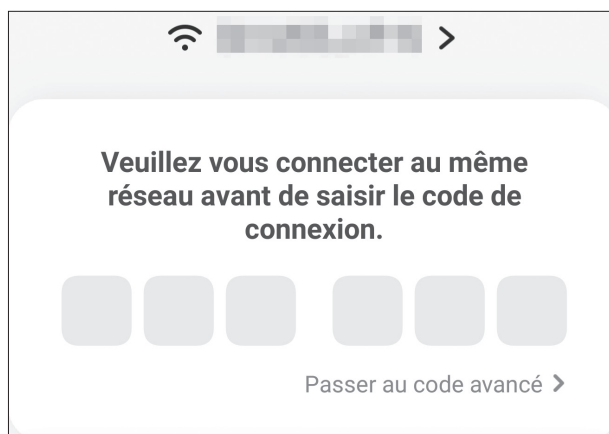 Veuillez vous connecter au même
réseau avant de saisir le code de
connexion.
Passer au code avancé